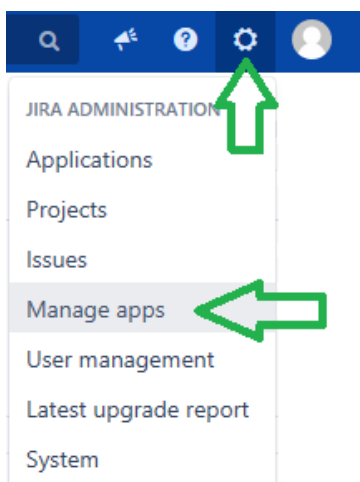 JIRA ADMINISTRATION
Applications
Projects
Issues
Manage apps
User management
Latest upgrade report
System